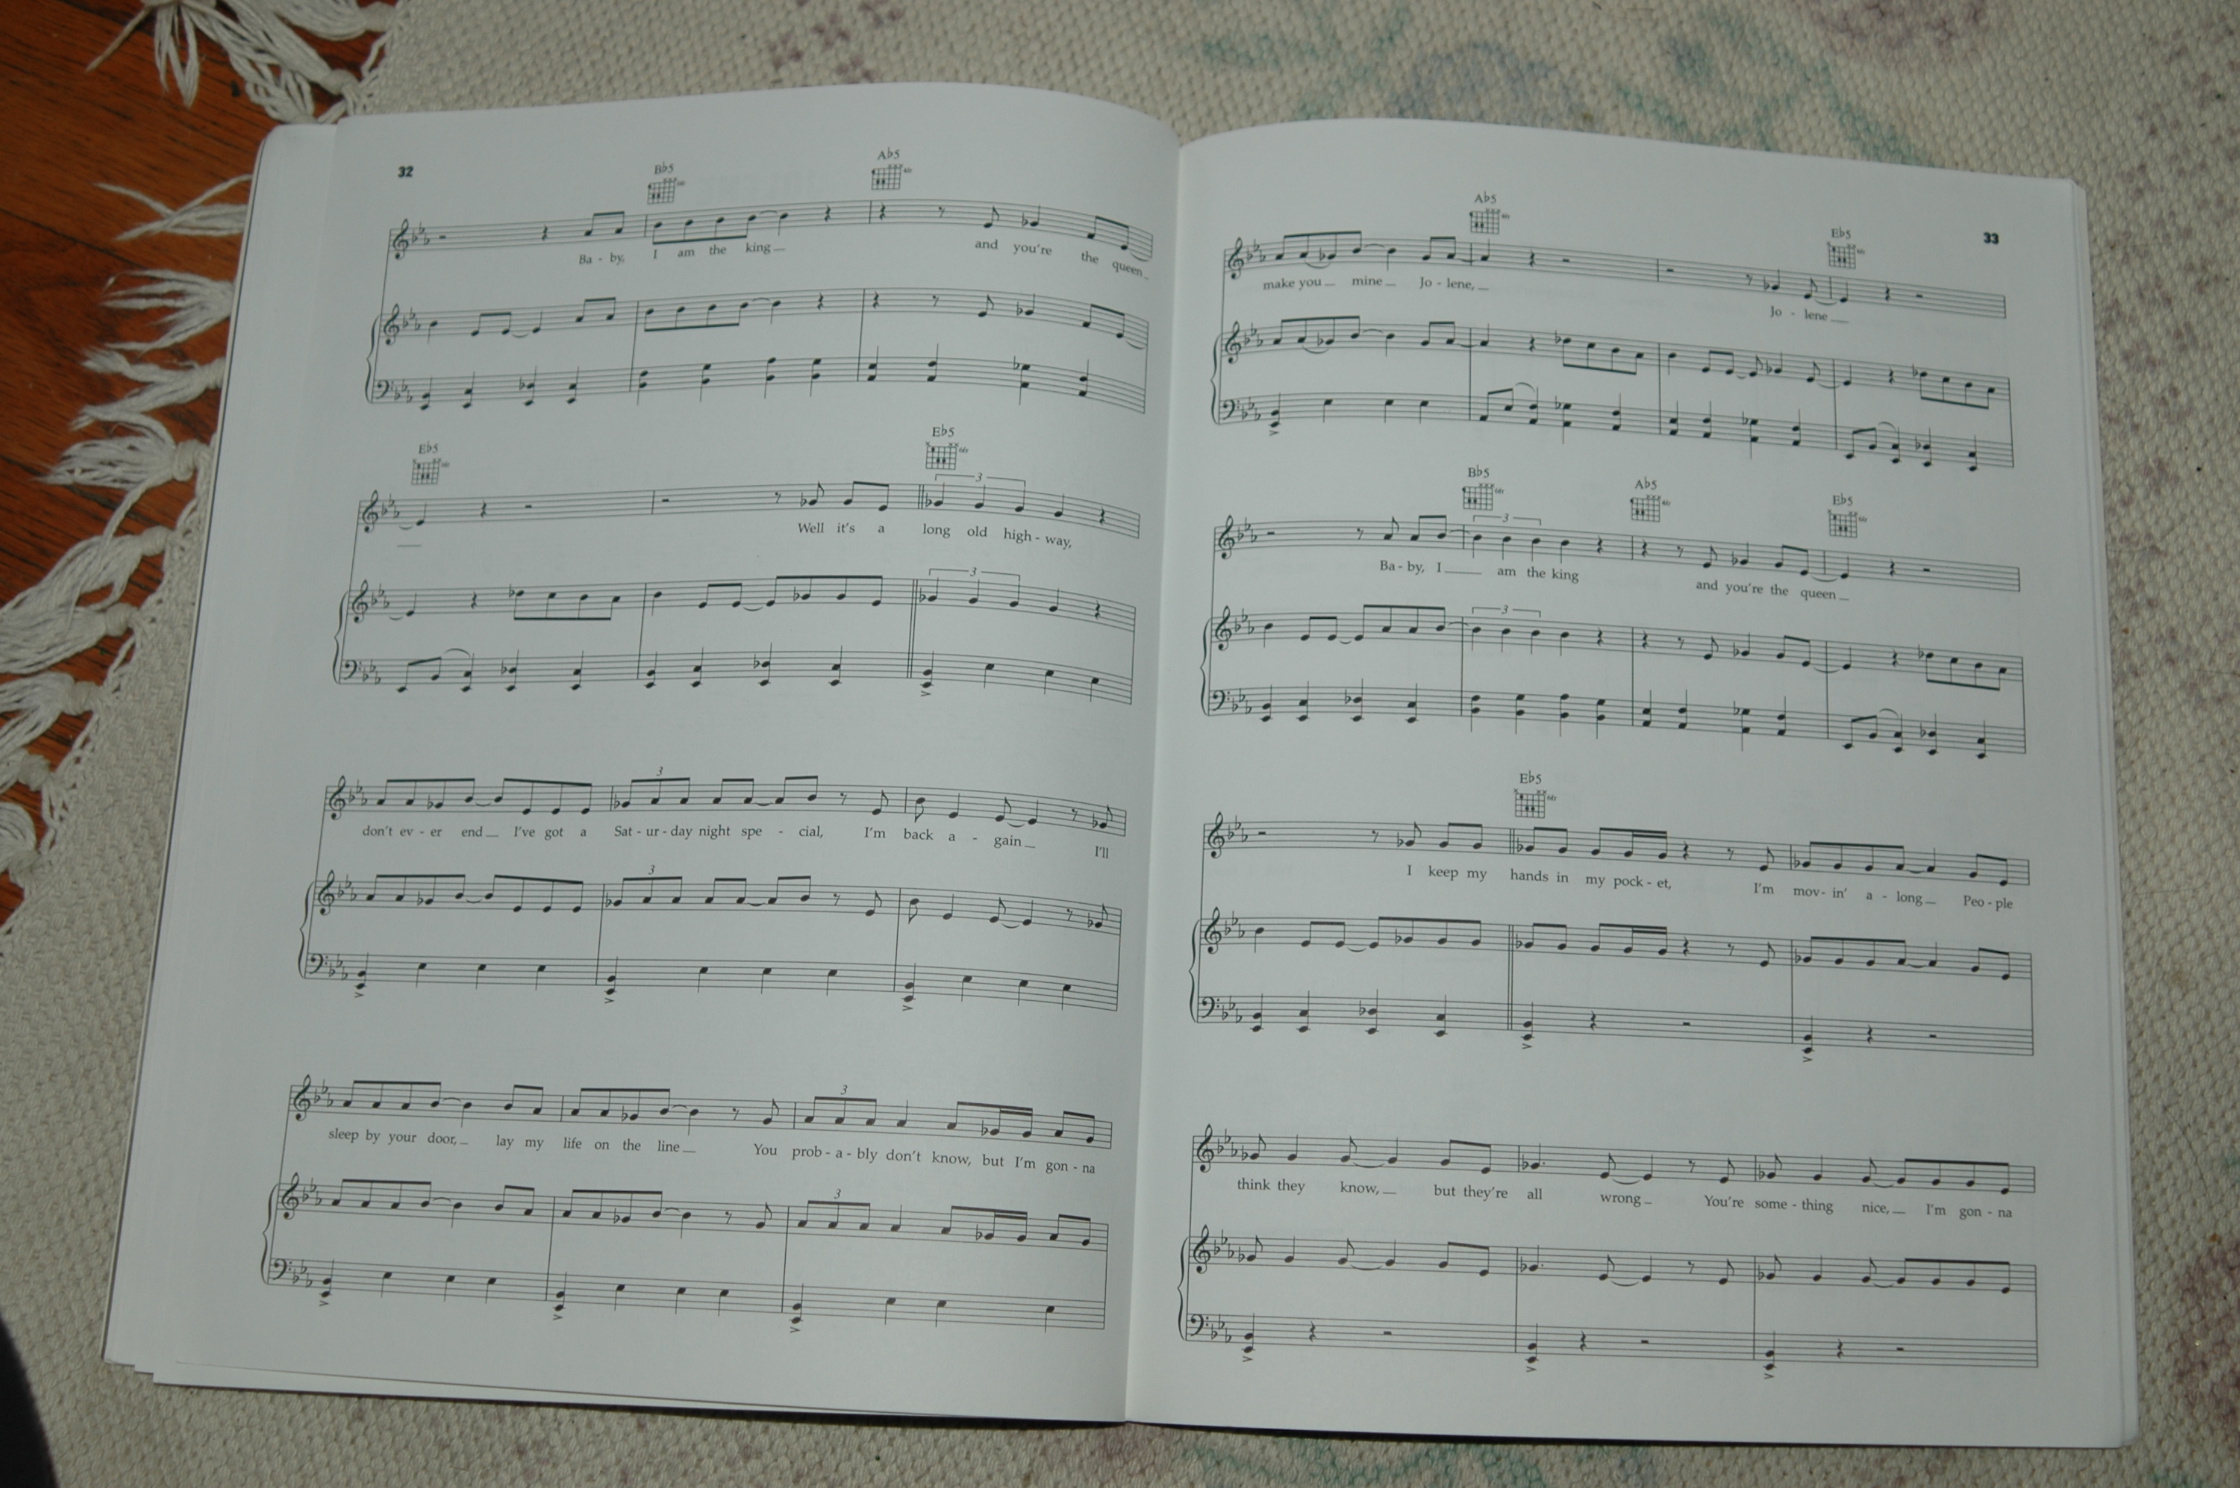 32
B♭5 A♭5
Ba - by, I am the king and you're the queen
E♭5 E♭5
3
Well it's a long old high - way,
3
3
don't ev - er end I've got a Sat - ur - day night spe - cial, I'm back a - gain I'll
3
3
sleep by your door, lay my life on the line You prob - a - bly don't know, but I'm gon - na
3
33
A♭5 E♭5
make you mine Jo - lene, Jo - lene
B♭5 A♭5 E♭5
3
Ba - by, I am the king and you're the queen
3
E♭5
I keep my hands in my pock - et, I'm mov - in' a - long Peo - ple
think they know, but they're all wrong You're some - thing nice, I'm gon - na